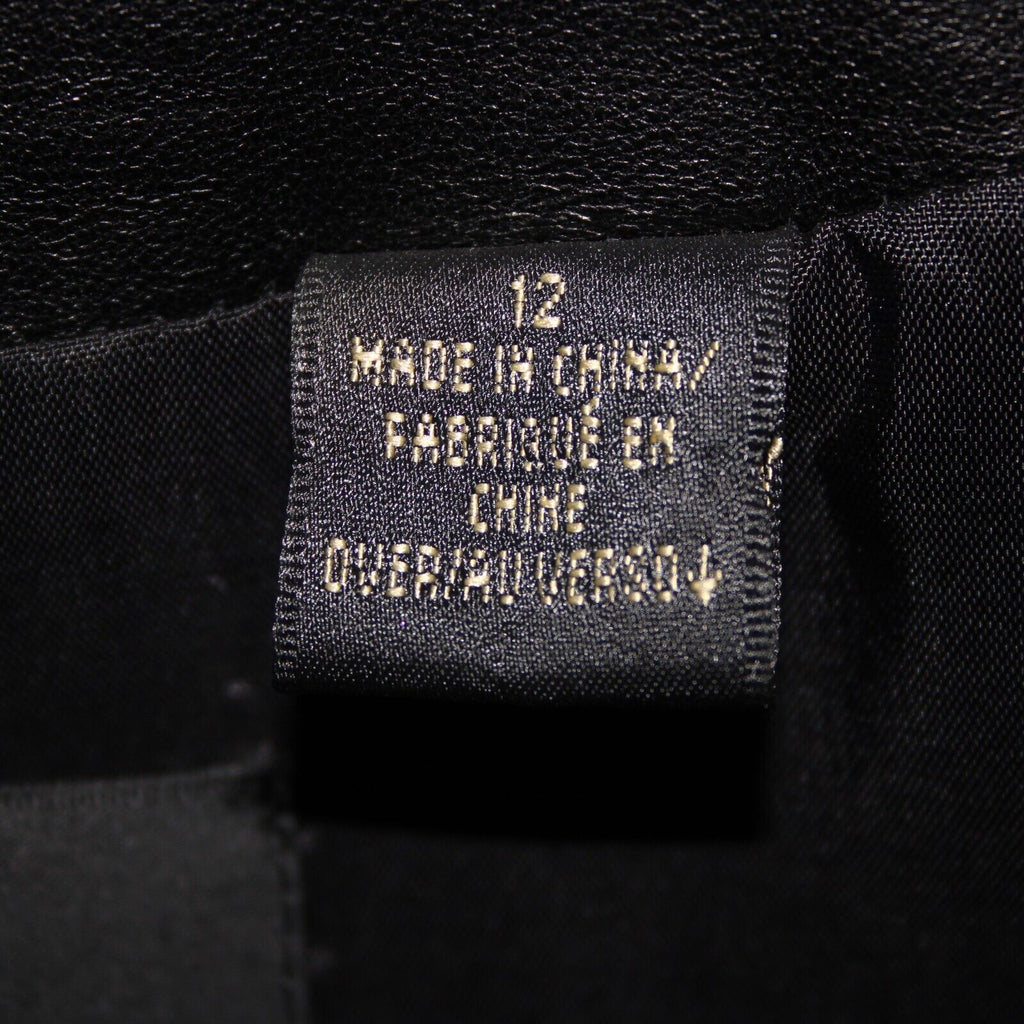 12
MADE IN CHINA/
FABRIQUÉ EN
CHINE
OVER/AU VERSO↓